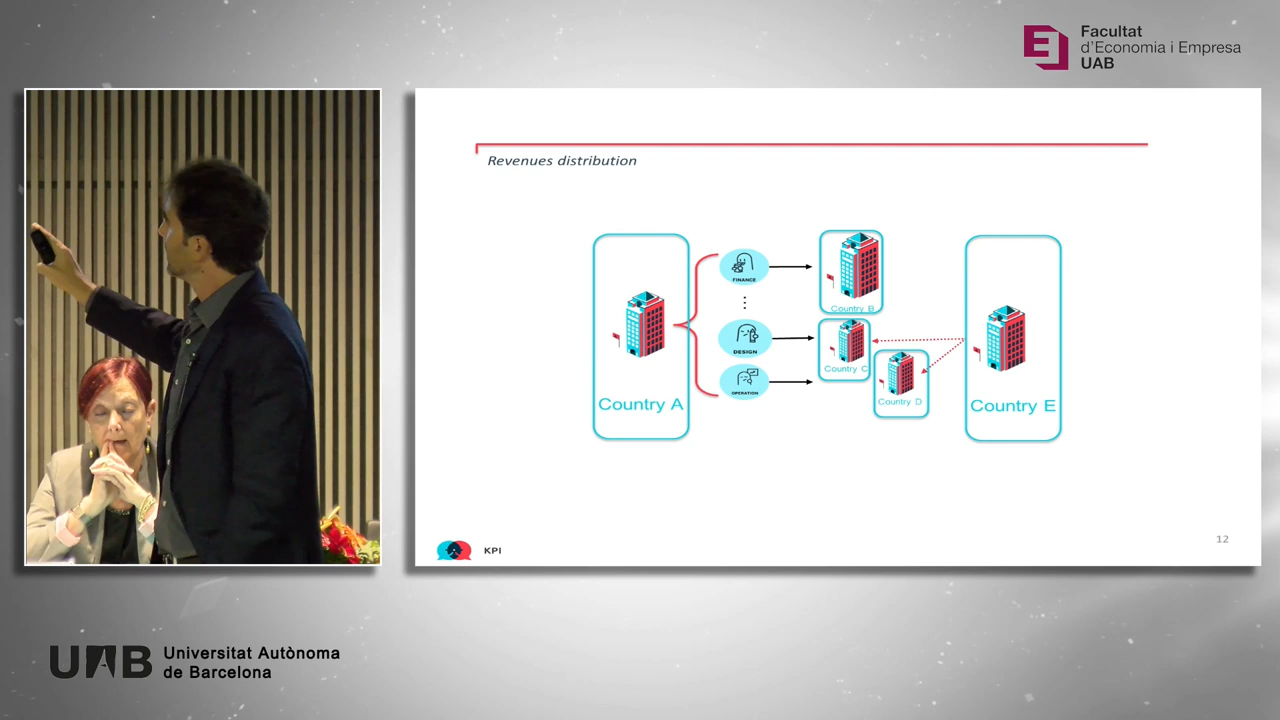 Facultat
d'Economia i Empresa
UAB
Revenues distribution
FINANCE
Country B
DESIGN
Country C
OPERATION
Country D
Country A
Country E
KPI
12
UAB
Universitat Autònoma
de Barcelona